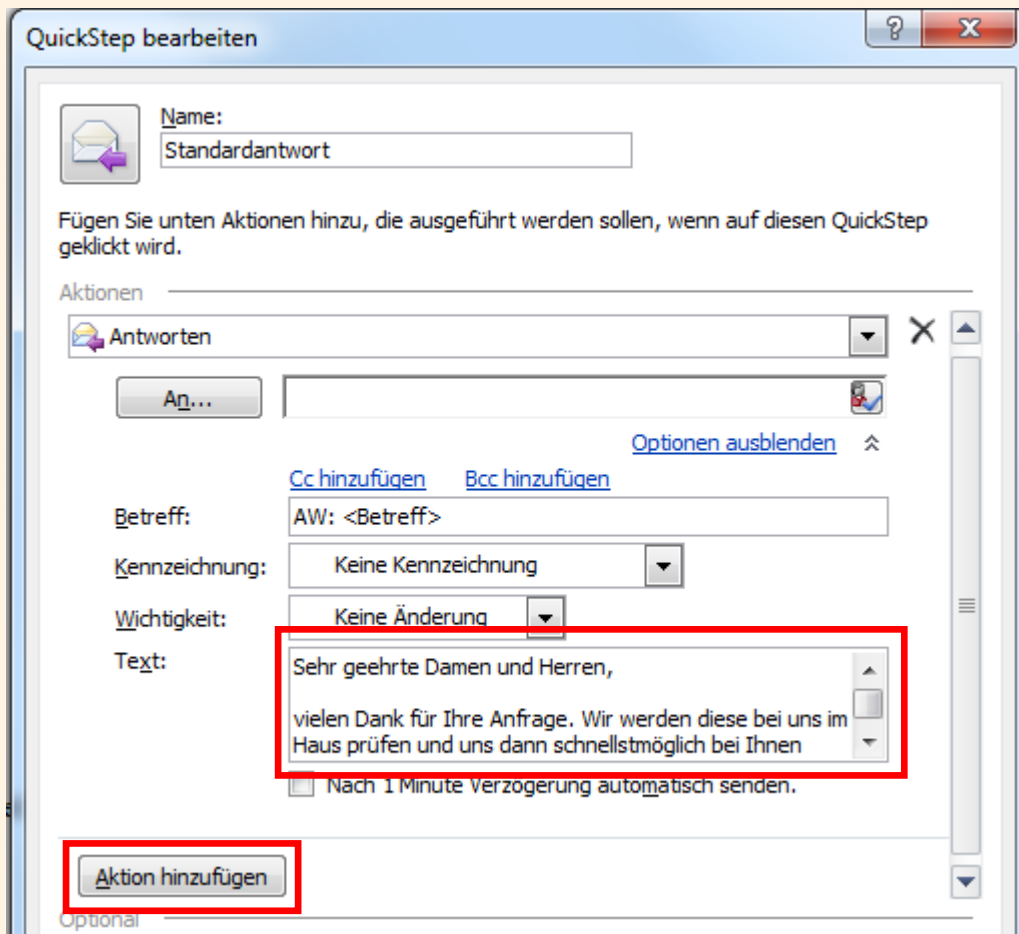 QuickStep bearbeiten
?
X
Name:
Standardantwort
Fügen Sie unten Aktionen hinzu, die ausgeführt werden sollen, wenn auf diesen QuickStep
geklickt wird.
Aktionen
Antworten
An...
Optionen ausblenden
Cc hinzufügen Bcc hinzufügen
Betreff: AW: <Betreff>
Kennzeichnung: Keine Kennzeichnung
Wichtigkeit: Keine Änderung
Text: Sehr geehrte Damen und Herren,
vielen Dank für Ihre Anfrage. Wir werden diese bei uns im
Haus prüfen und uns dann schnellstmöglich bei Ihnen
Nach 1 Minute Verzögerung automatisch senden.
Aktion hinzufügen
Optional